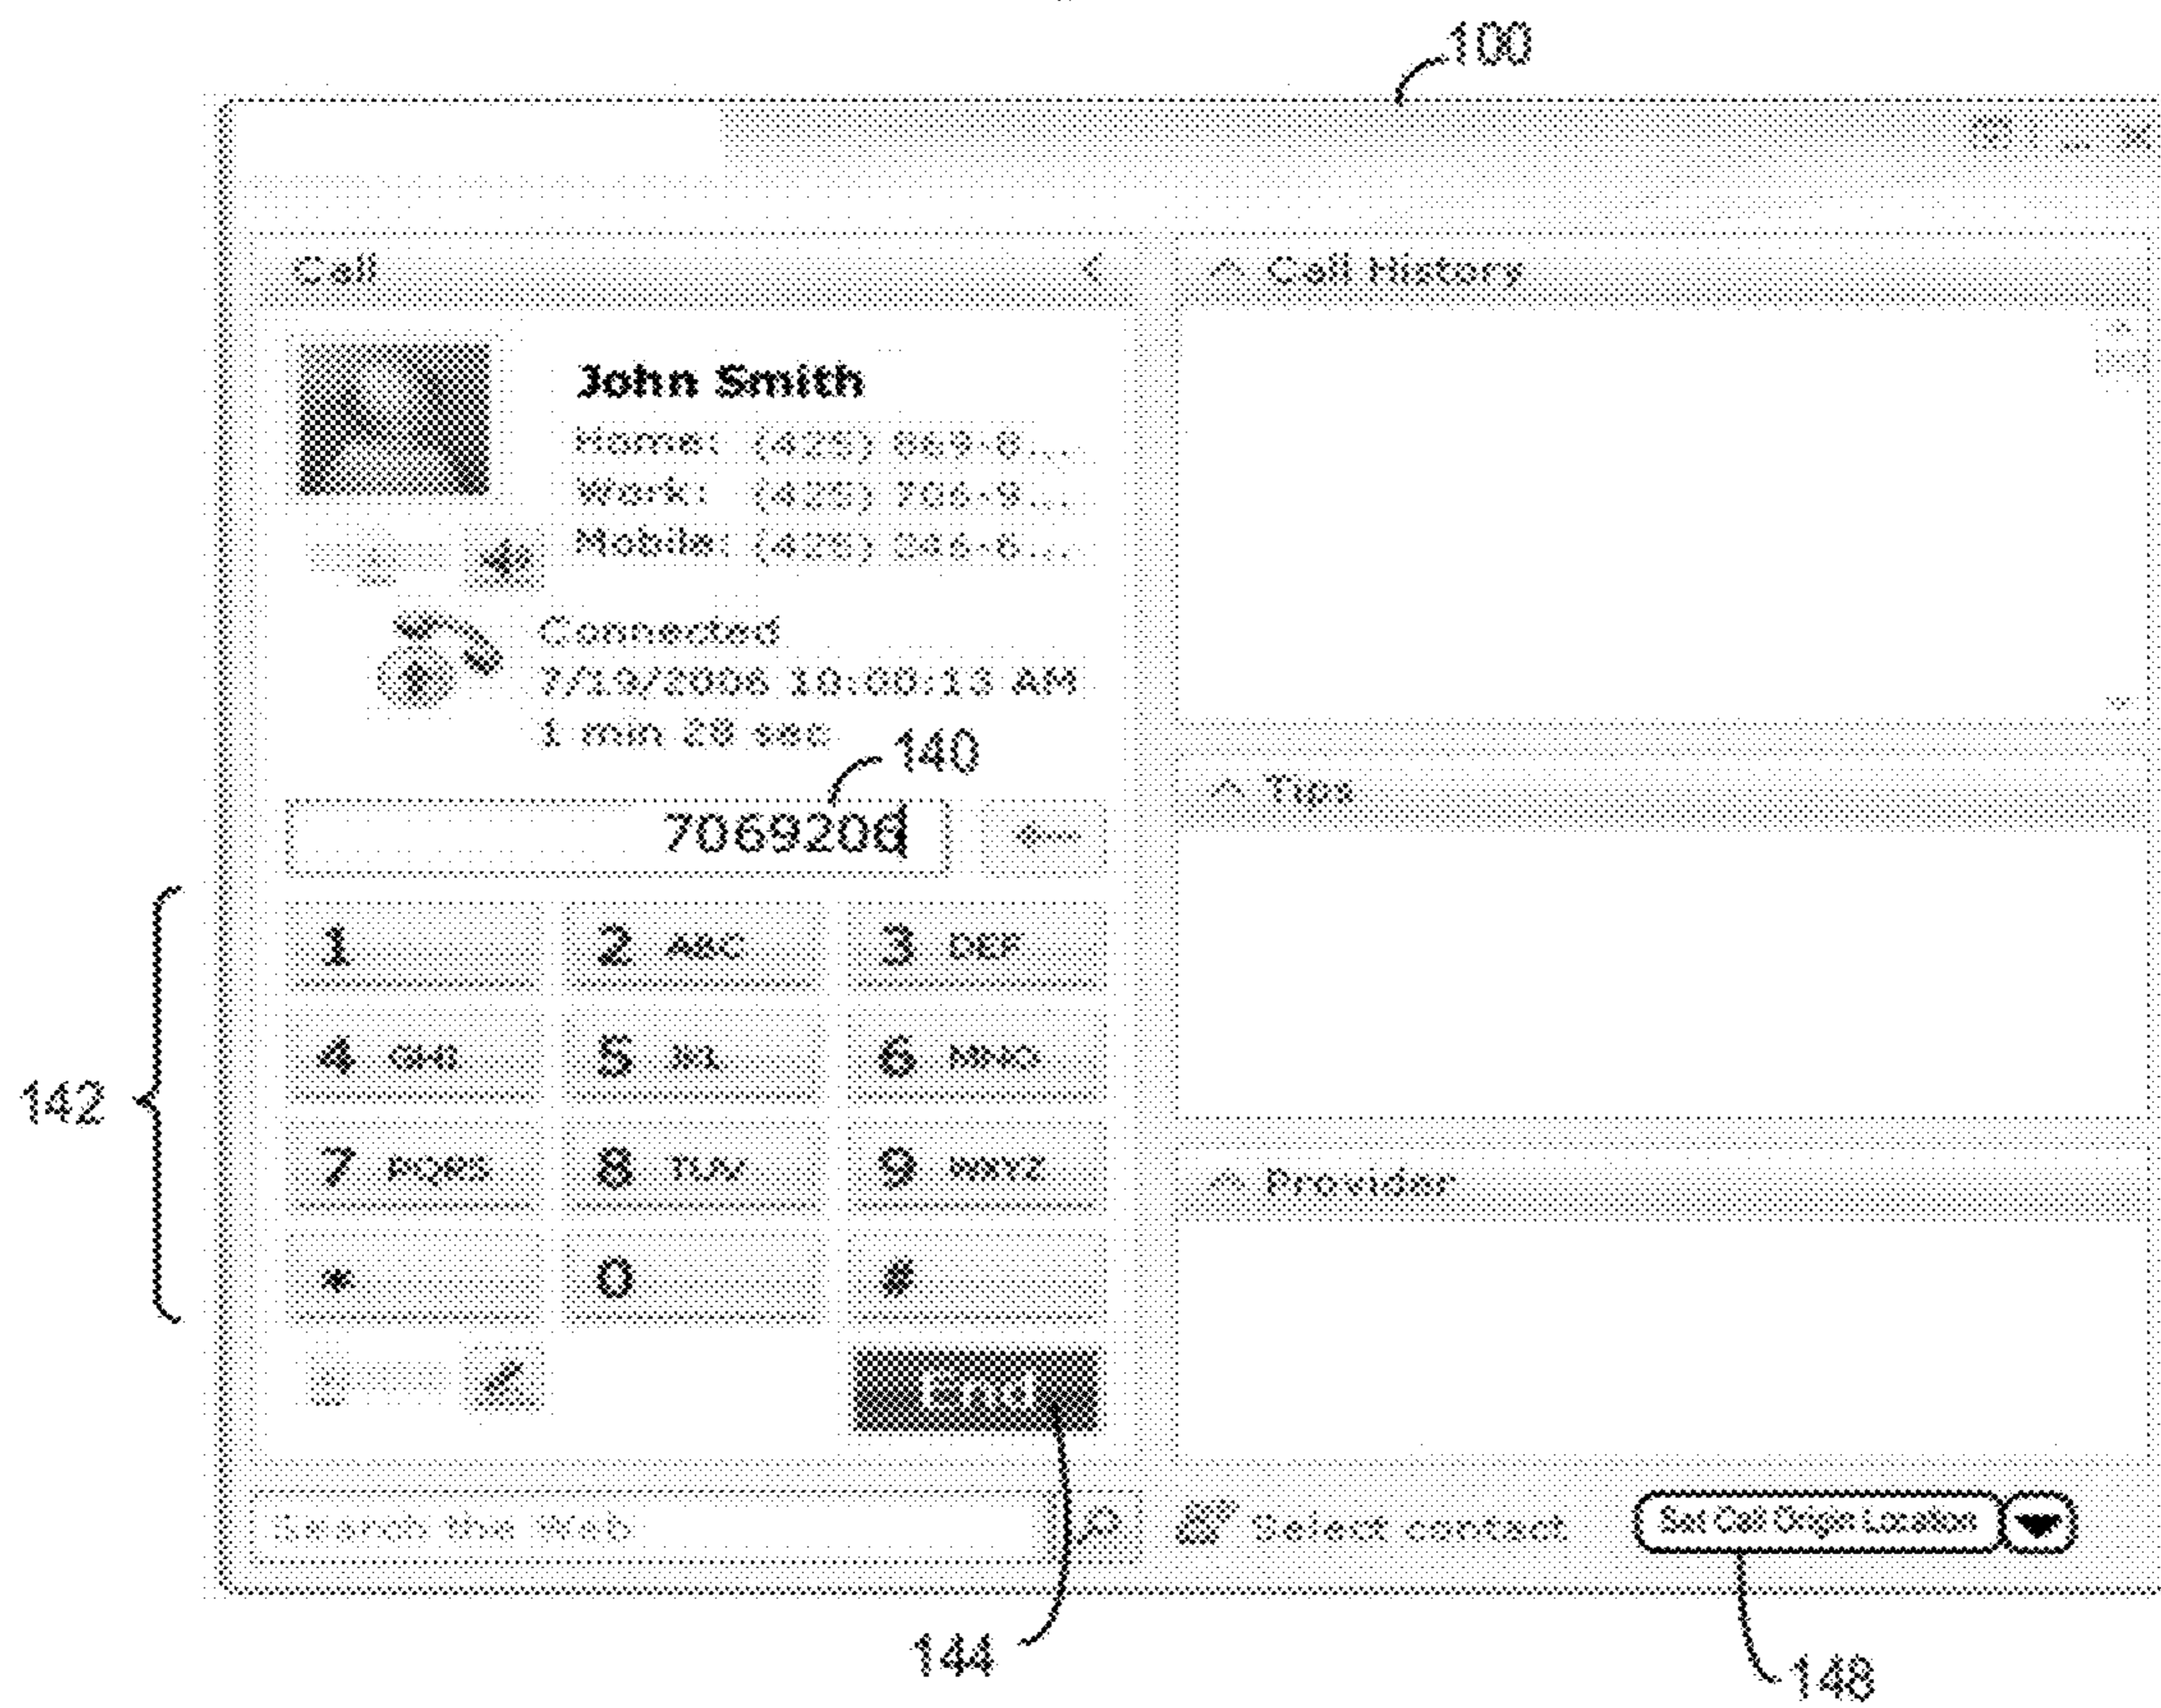 100
Call
Call History
John Smith
Home: (425) 869-8...
Work: (425) 706-9...
Mobile: (425)
Connected
7/19/2006 10:00:13 AM
1 min 28 sec
140
7069206
Tips
142
1
2 ABC
3 DEF
4 GHI
5 JKL
6 MNO
7 PQRS
8 TUV
9 WXYZ
Provider
*
0
#
End
Search the Web
Select contact
Set Call Origin Location
144
148